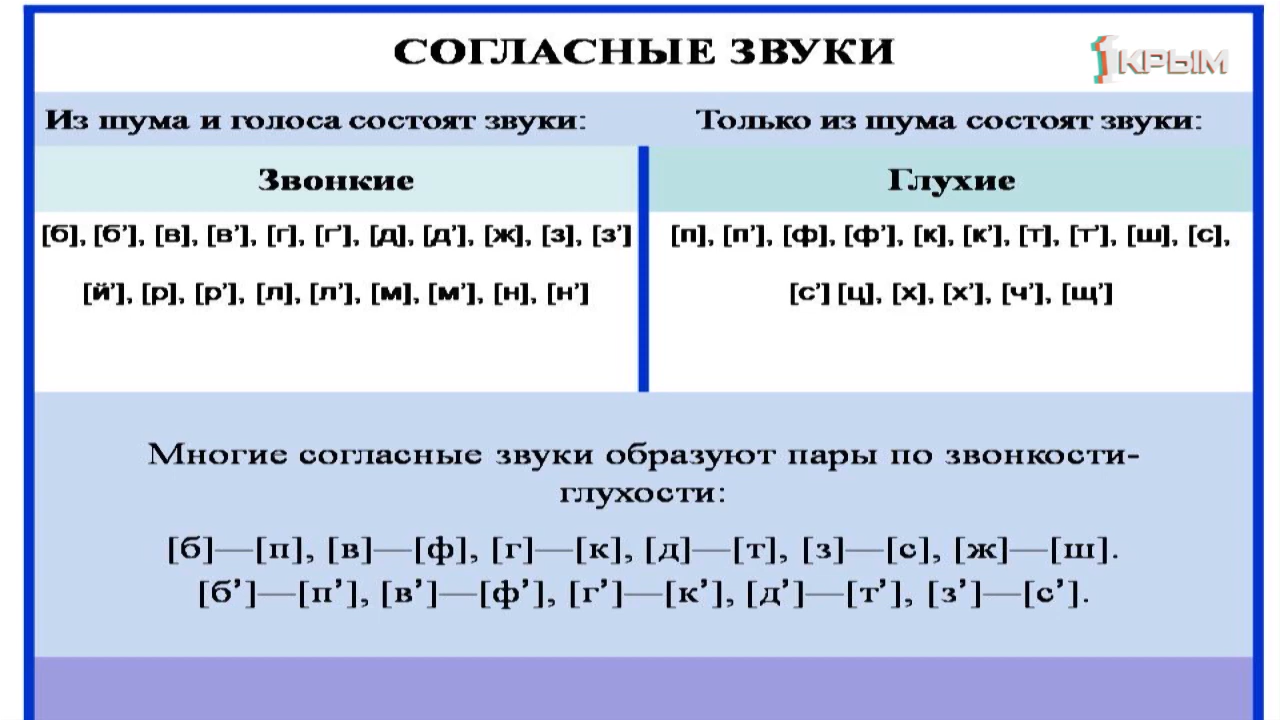 СОГЛАСНЫЕ ЗВУКИ
1 КРЫМ
Из шума и голоса состоят звуки:
Только из шума состоят звуки:
Звонкие
Глухие
[б], [б’], [в], [в’], [г], [г’], [д], [д’], [ж], [з], [з’]
[й’], [р], [р’], [л], [л’], [м], [м’], [н], [н’]
[п], [п’], [ф], [ф’], [к], [к’], [т], [т’], [ш], [с],
[с’] [ц], [х], [х’], [ч’], [щ’]
Многие согласные звуки образуют пары по звонкости-
глухости:
[б]—[п], [в]—[ф], [г]—[к], [д]—[т], [з]—[с], [ж]—[ш].
[б’]—[п’], [в’]—[ф’], [г’]—[к’], [д’]—[т’], [з’]—[с’].